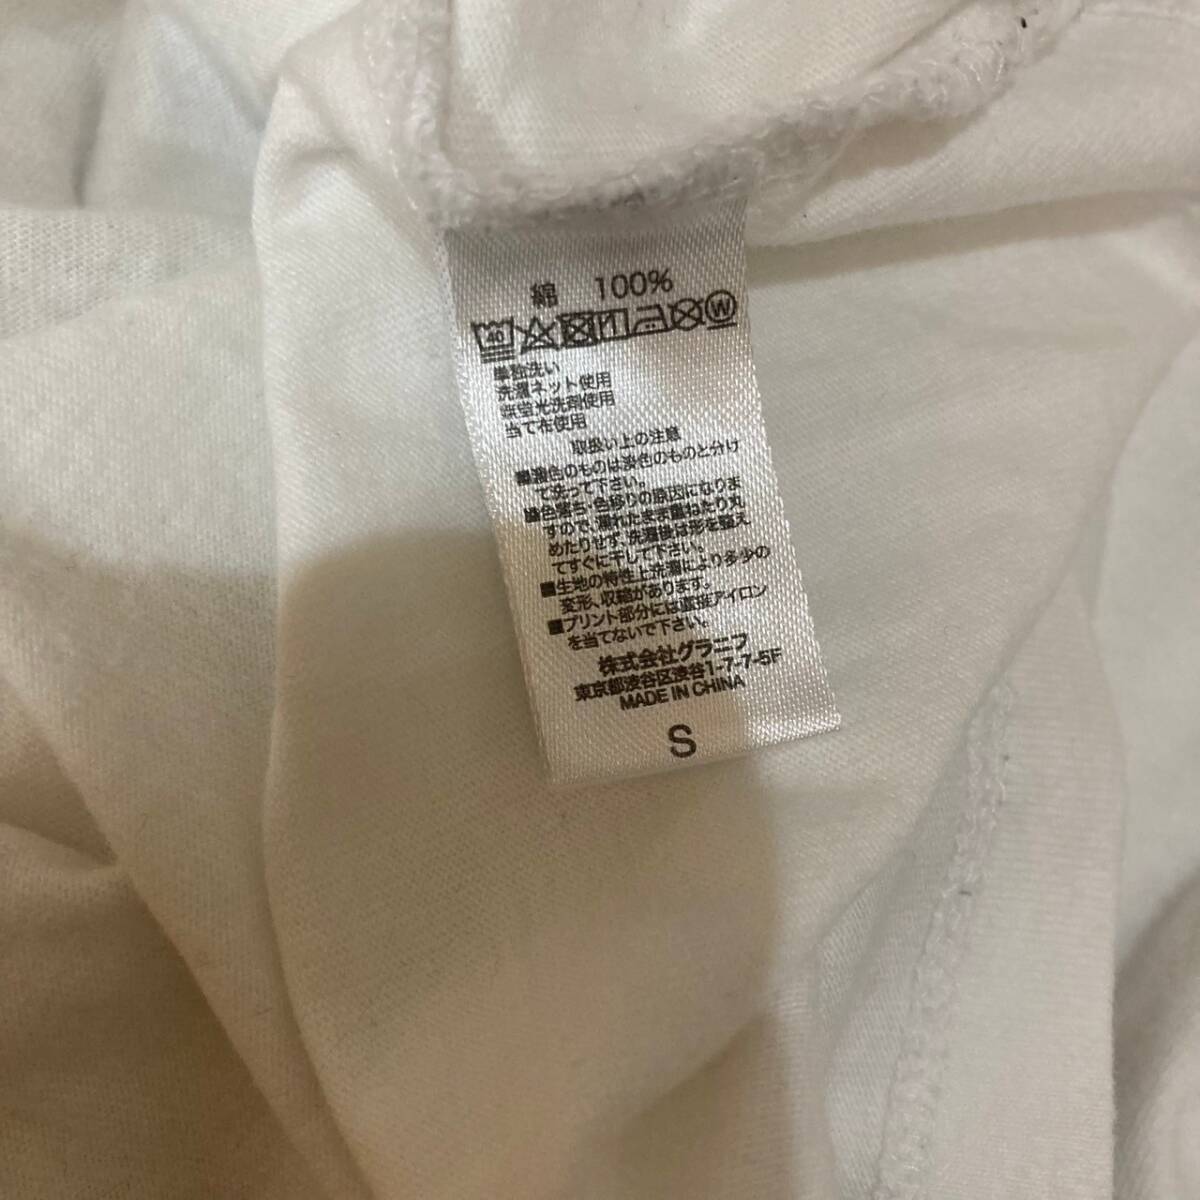 綿 100%
40 W
単独洗い
洗濯ネット使用
無蛍光洗剤使用
当て布使用
取扱い上の注意
■濃色のものは淡色のものと分け
て洗って下さい。
■色落ち・色移りの原因になりま
すので、濡れたまま重ねたり丸
めたりせず、洗濯後は形を整え
てすぐに干して下さい。
■生地の特性上洗濯により多少の
変形、収縮があります。
■プリント部分には直接アイロン
を当てないで下さい。
株式会社グラニフ
東京都渋谷区渋谷1-7-7-5F
MADE IN CHINA
S